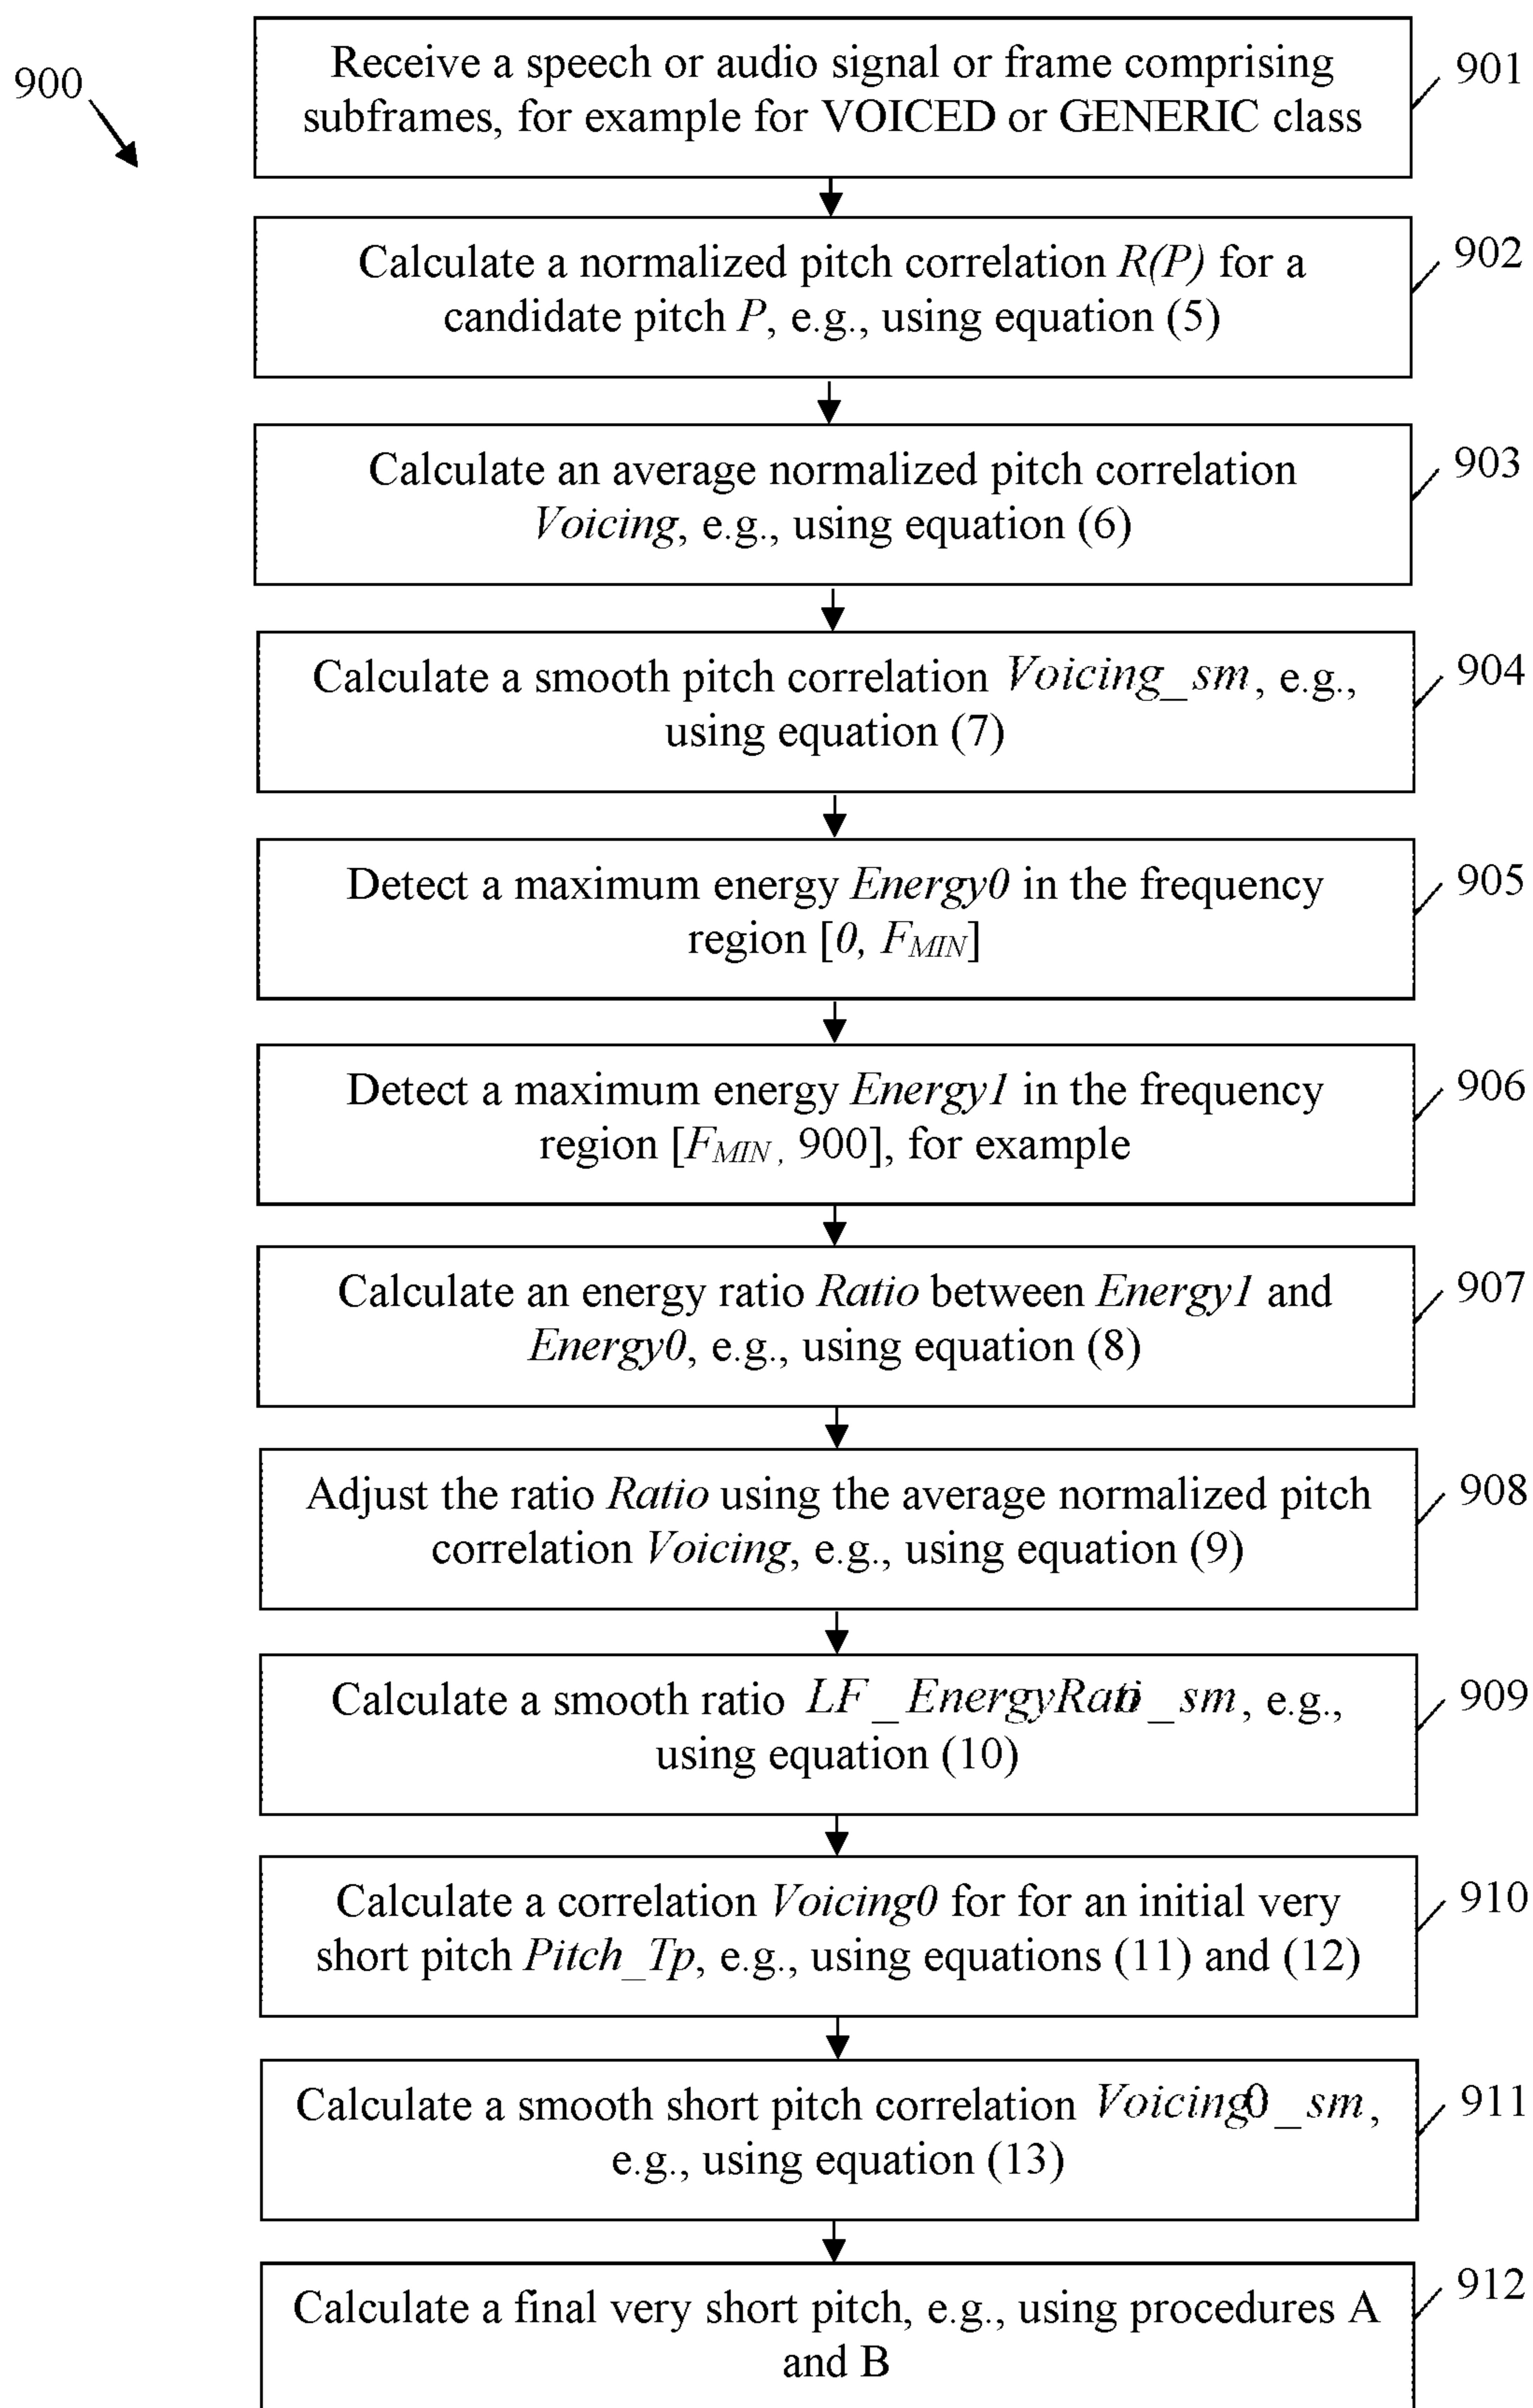 900
Receive a speech or audio signal or frame comprising
subframes, for example for VOICED or GENERIC class
901
Calculate a normalized pitch correlation R(P) for a
candidate pitch P, e.g., using equation (5)
902
Calculate an average normalized pitch correlation
Voicing, e.g., using equation (6)
903
Calculate a smooth pitch correlation Voicing_sm, e.g.,
using equation (7)
904
Detect a maximum energy Energy0 in the frequency
region [0, FMIN]
905
Detect a maximum energy Energy1 in the frequency
region [FMIN, 900], for example
906
Calculate an energy ratio Ratio between Energy1 and
Energy0, e.g., using equation (8)
907
Adjust the ratio Ratio using the average normalized pitch
correlation Voicing, e.g., using equation (9)
908
Calculate a smooth ratio LF_EnergyRatio_sm, e.g.,
using equation (10)
909
Calculate a correlation Voicing0 for for an initial very
short pitch Pitch_Tp, e.g., using equations (11) and (12)
910
Calculate a smooth short pitch correlation Voicing0_sm,
e.g., using equation (13)
911
Calculate a final very short pitch, e.g., using procedures A
and B
912